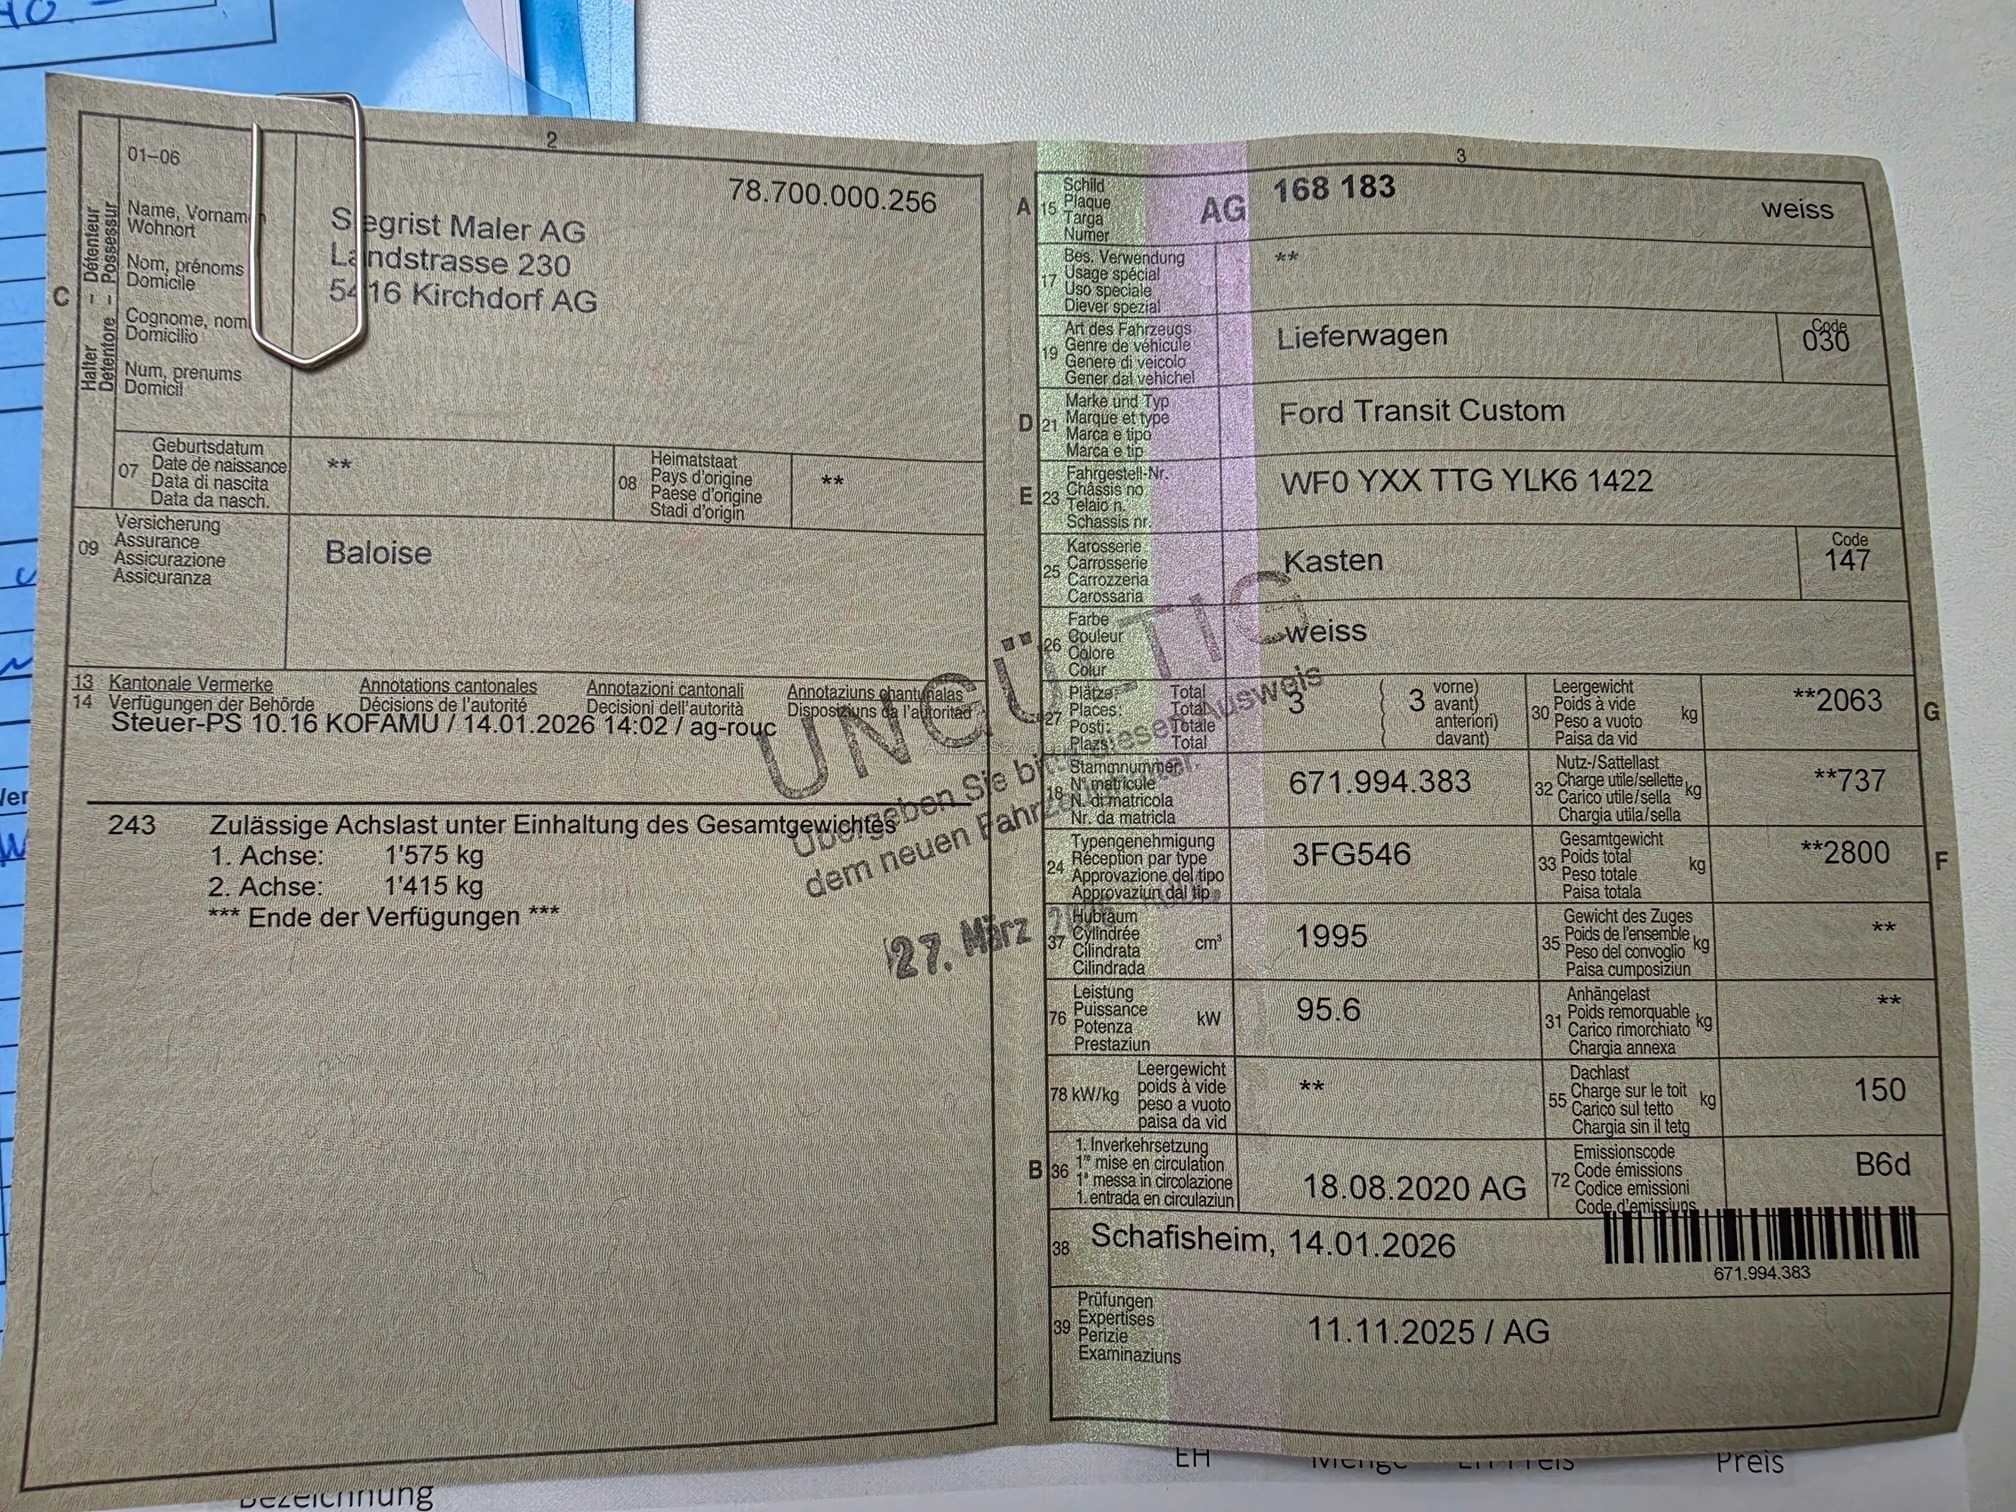 2
01–06
78.700.000.256
Halter – Détenteur
Detentore – Possessur
C
Name, Vornam
Wohnort
Nom, prénoms
Domicile
Cognome, nom
Domicilio
Num, prenums
Domicil
Siegrist Maler AG
Landstrasse 230
5416 Kirchdorf AG
07
Geburtsdatum
Date de naissance
Data di nascita
Data da nasch.
**
08
Heimatstaat
Pays d'origine
Paese d'origine
Stadi d'origin
**
09
Versicherung
Assurance
Assicurazione
Assicuranza
Baloise
13 Kantonale Vermerke Annotations cantonales Annotazioni cantonali Annotaziuns chantunalas
14 Verfügungen der Behörde Décisions de l'autorité Decisioni dell'autorità Disposiziuns da l'autoritad
Steuer-PS 10.16 KOFAMU / 14.01.2026 14:02 / ag-rouc
243 Zulässige Achslast unter Einhaltung des Gesamtgewichtes
1. Achse: 1'575 kg
2. Achse: 1'415 kg
*** Ende der Verfügungen ***
UNGÜLTIG
Übergeben Sie bitte diesen Ausweis
dem neuen Fahrzeughalter.
27. März
3
A 15
Schild
Plaque
Targa
Numer
AG 168 183 weiss
17
Bes. Verwendung
Usage spécial
Uso speciale
Diever spezial
**
19
Art des Fahrzeugs
Genre de véhicule
Genere di veicolo
Gener dal vehichel
Lieferwagen
Code
030
D 21
Marke und Typ
Marque et type
Marca e tipo
Marca e tip
Ford Transit Custom
E 23
Fahrgestell-Nr.
Châssis no
Telaio n.
Schassis nr.
WF0 YXX TTG YLK6 1422
25
Karosserie
Carrosserie
Carrozzeria
Carossaria
Kasten
Code
147
26
Farbe
Couleur
Colore
Colur
weiss
27
Plätze: Total
Places: Total
Posti: Totale
Plazs: Total
3 ( 3 vorne)
avant)
anteriori)
davant)
30
Leergewicht
Poids à vide
Peso a vuoto
Paisa da vid
kg
**2063
G
18
Stammnummer
N° matricule
N. di matricola
Nr. da matricla
671.994.383
32
Nutz-/Sattellast
Charge utile/sellette
Carico utile/sella
Chargia utila/sella
kg
**737
24
Typengenehmigung
Réception par type
Approvazione del tipo
Approvaziun dal tip
3FG546
33
Gesamtgewicht
Poids total
Peso totale
Paisa totala
kg
**2800
F
37
Hubraum
Cylindrée
Cilindrata
Cilindrada
cm³
1995
35
Gewicht des Zuges
Poids de l'ensemble
Peso del convoglio
Paisa cumposiziun
kg
**
76
Leistung
Puissance
Potenza
Prestaziun
kW
95.6
31
Anhängelast
Poids remorquable
Carico rimorchiato
Chargia annexa
kg
**
78 kW/kg
Leergewicht
poids à vide
peso a vuoto
paisa da vid
**
55
Dachlast
Charge sur le toit
Carico sul tetto
Chargia sin il tetg
kg
150
B 36
1. Inverkehrsetzung
1re mise en circulation
1a messa in circolazione
1. entrada en circulaziun
18.08.2020 AG
72
Emissionscode
Code émissions
Codice emissioni
Code d'emissiuns
B6d
38 Schafisheim, 14.01.2026
671.994.383
39
Prüfungen
Expertises
Perizie
Examinaziuns
11.11.2025 / AG
Bezeichnung EH Menge EH Preis Preis